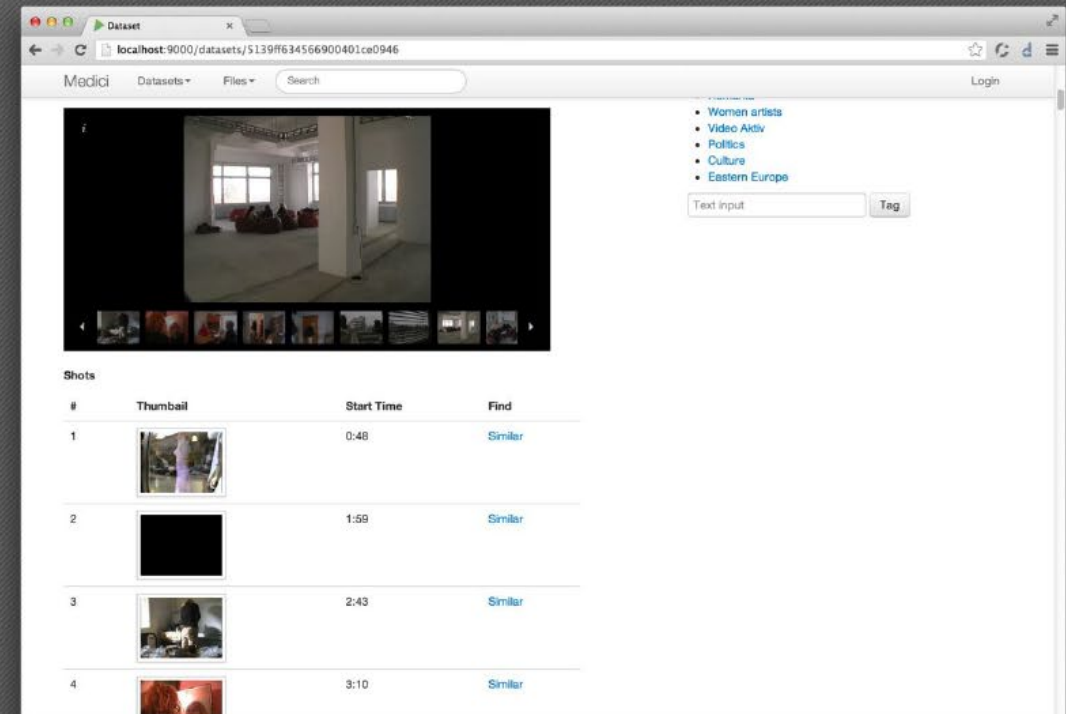 Dataset
localhost:9000/datasets/5139ff634566900401ce0946
Medici Datasets Files Search Login
i
Women artists
Video Aktiv
Politics
Culture
Eastern Europe
Text input Tag
Shots
# Thumbail Start Time Find
1 0:48 Similar
2 1:59 Similar
3 2:43 Similar
4 3:10 Similar